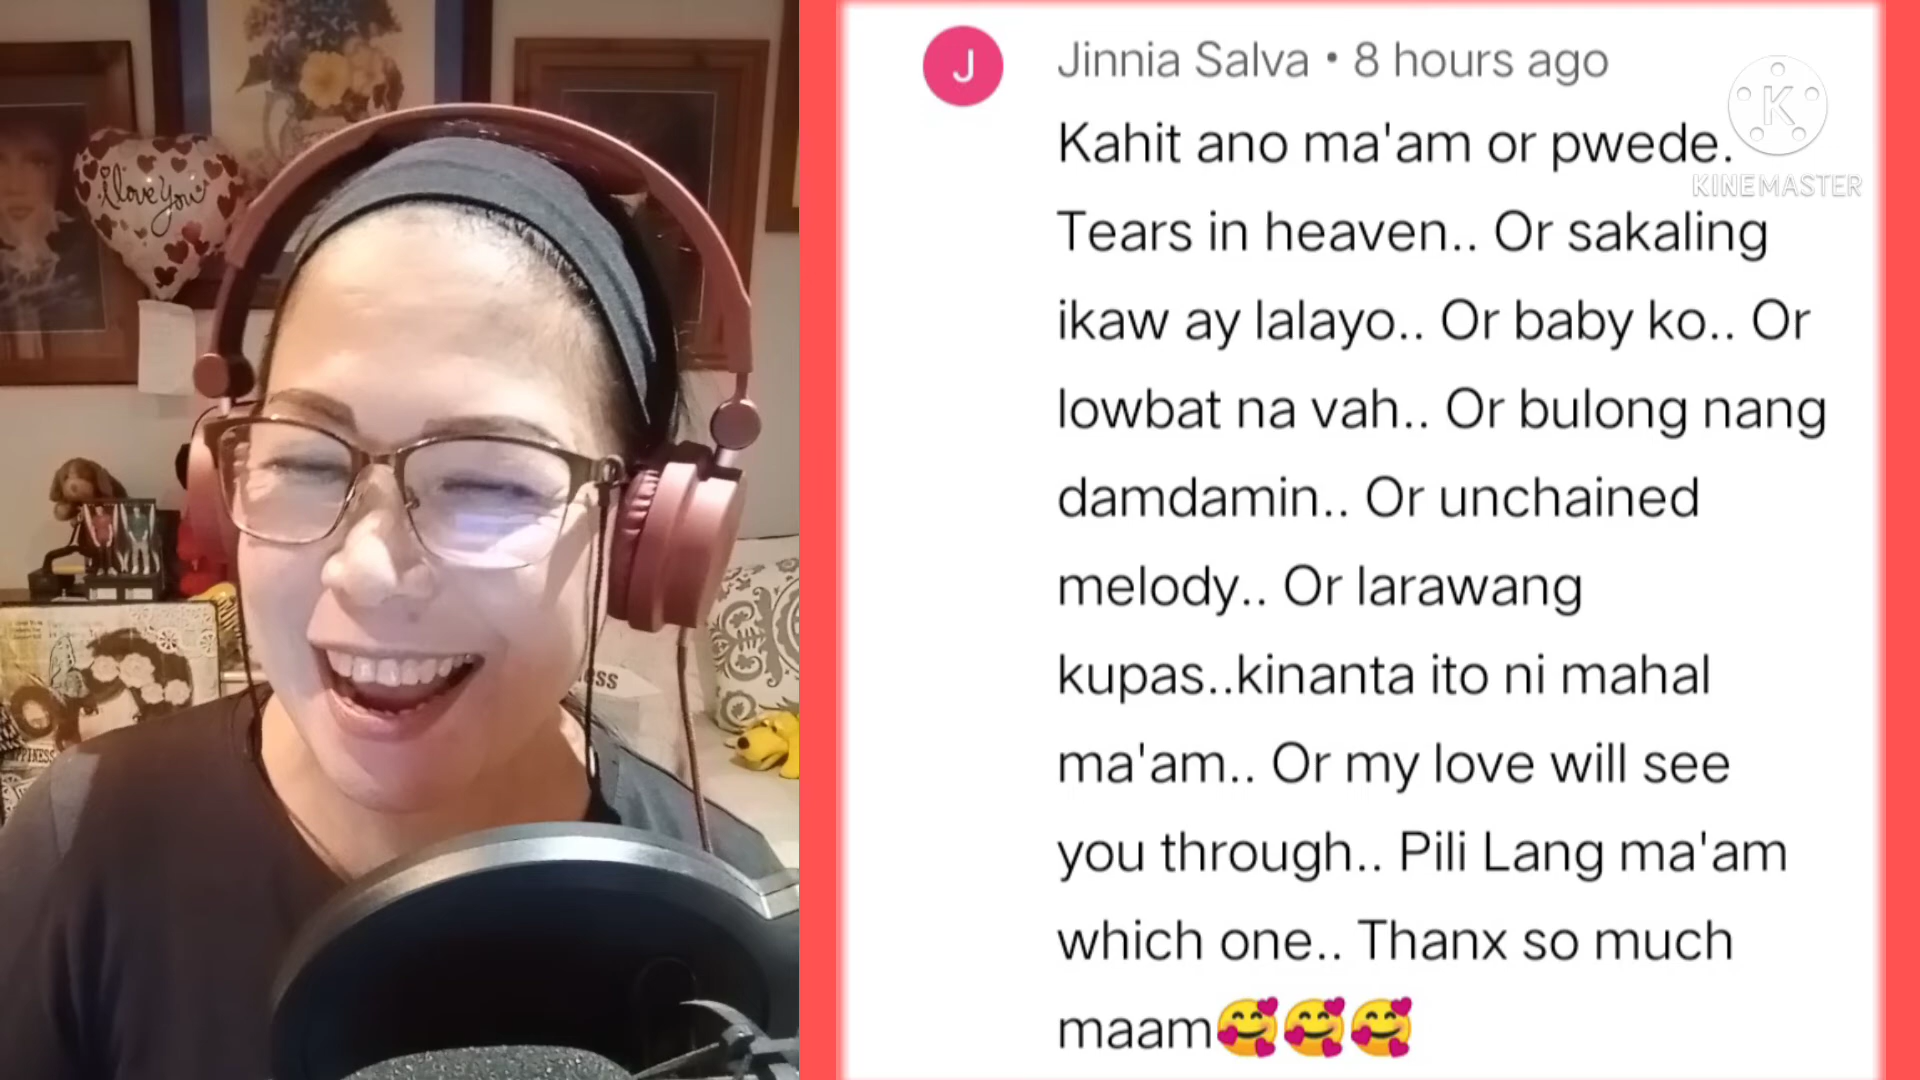 I love You
ess
PPINESS
J
Jinnia Salva • 8 hours ago
KINEMASTER
Kahit ano ma'am or pwede.
Tears in heaven.. Or sakaling
ikaw ay lalayo.. Or baby ko.. Or
lowbat na vah.. Or bulong nang
damdamin.. Or unchained
melody.. Or larawang
kupas..kinanta ito ni mahal
ma'am.. Or my love will see
you through.. Pili Lang ma'am
which one.. Thanx so much
maam🥰🥰🥰